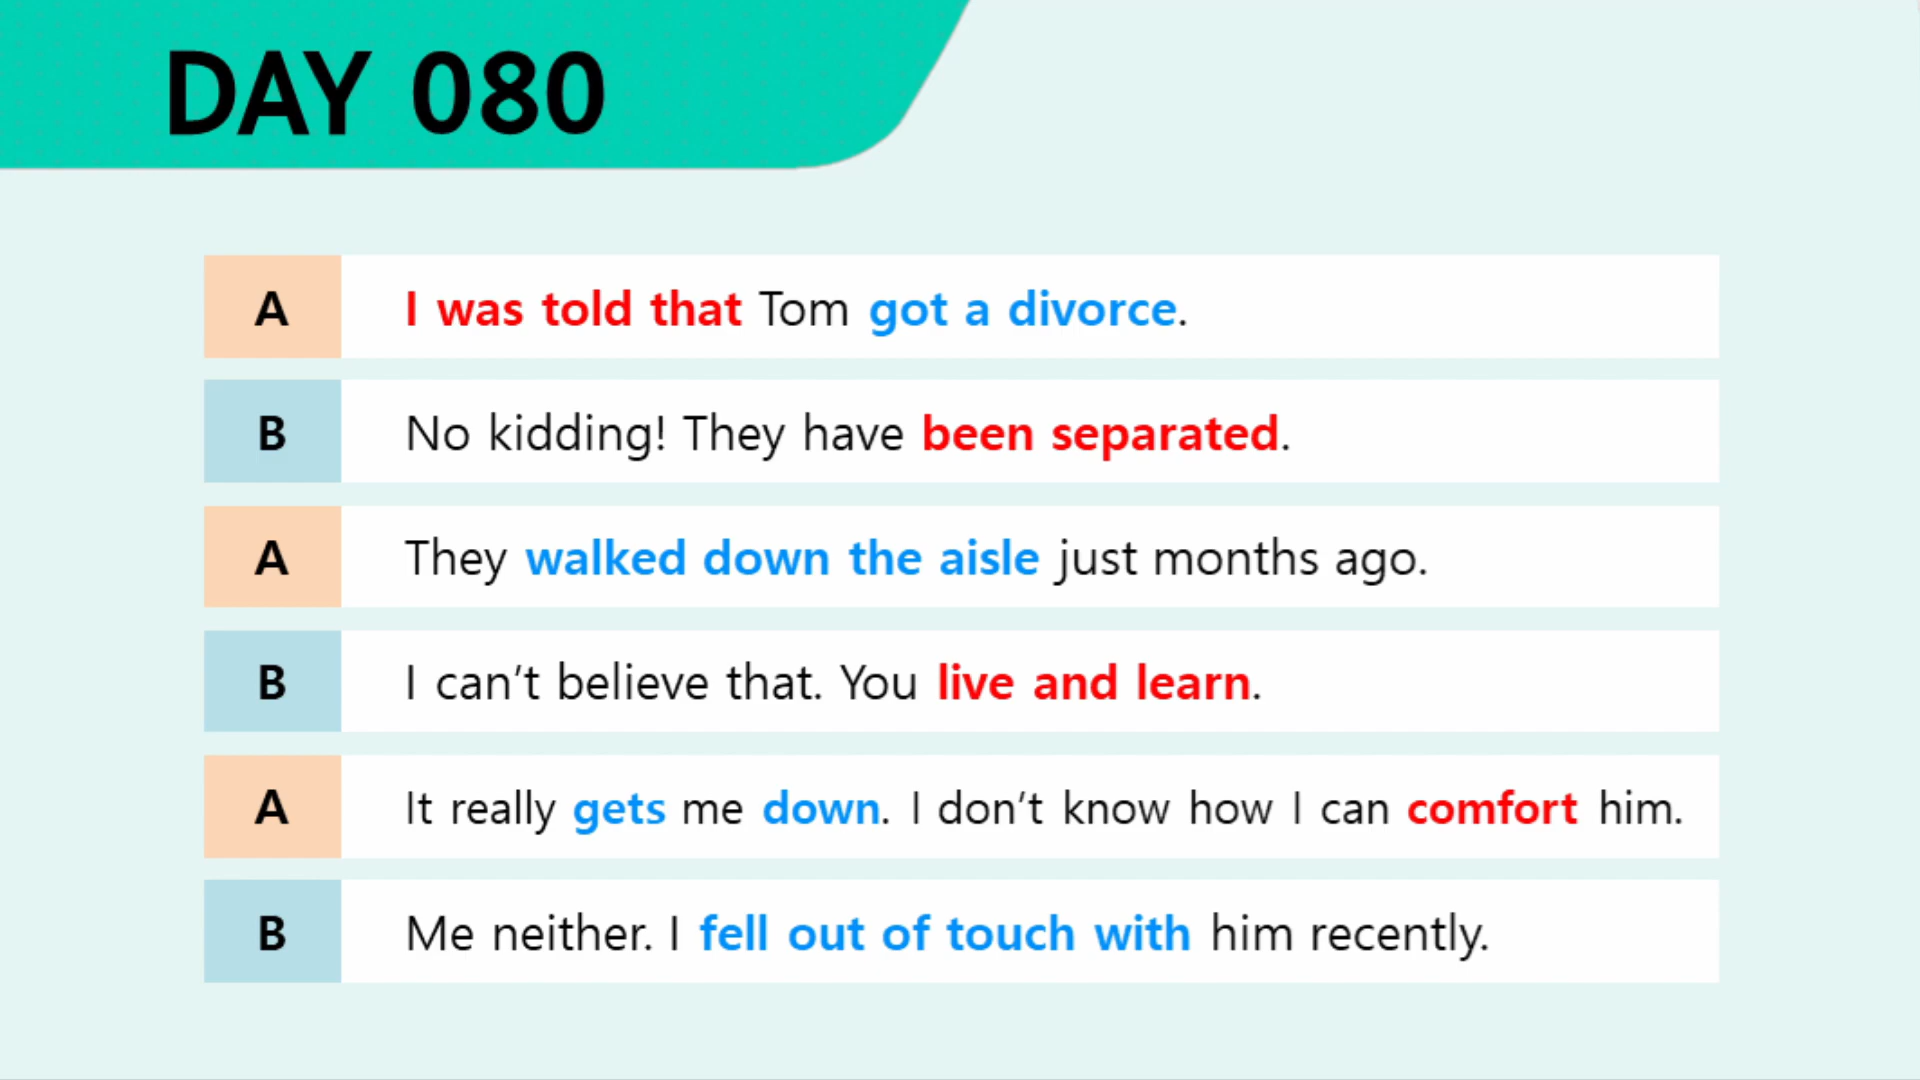 DAY 080
A I was told that Tom got a divorce.
B No kidding! They have been separated.
A They walked down the aisle just months ago.
B I can’t believe that. You live and learn.
A It really gets me down. I don’t know how I can comfort him.
B Me neither. I fell out of touch with him recently.